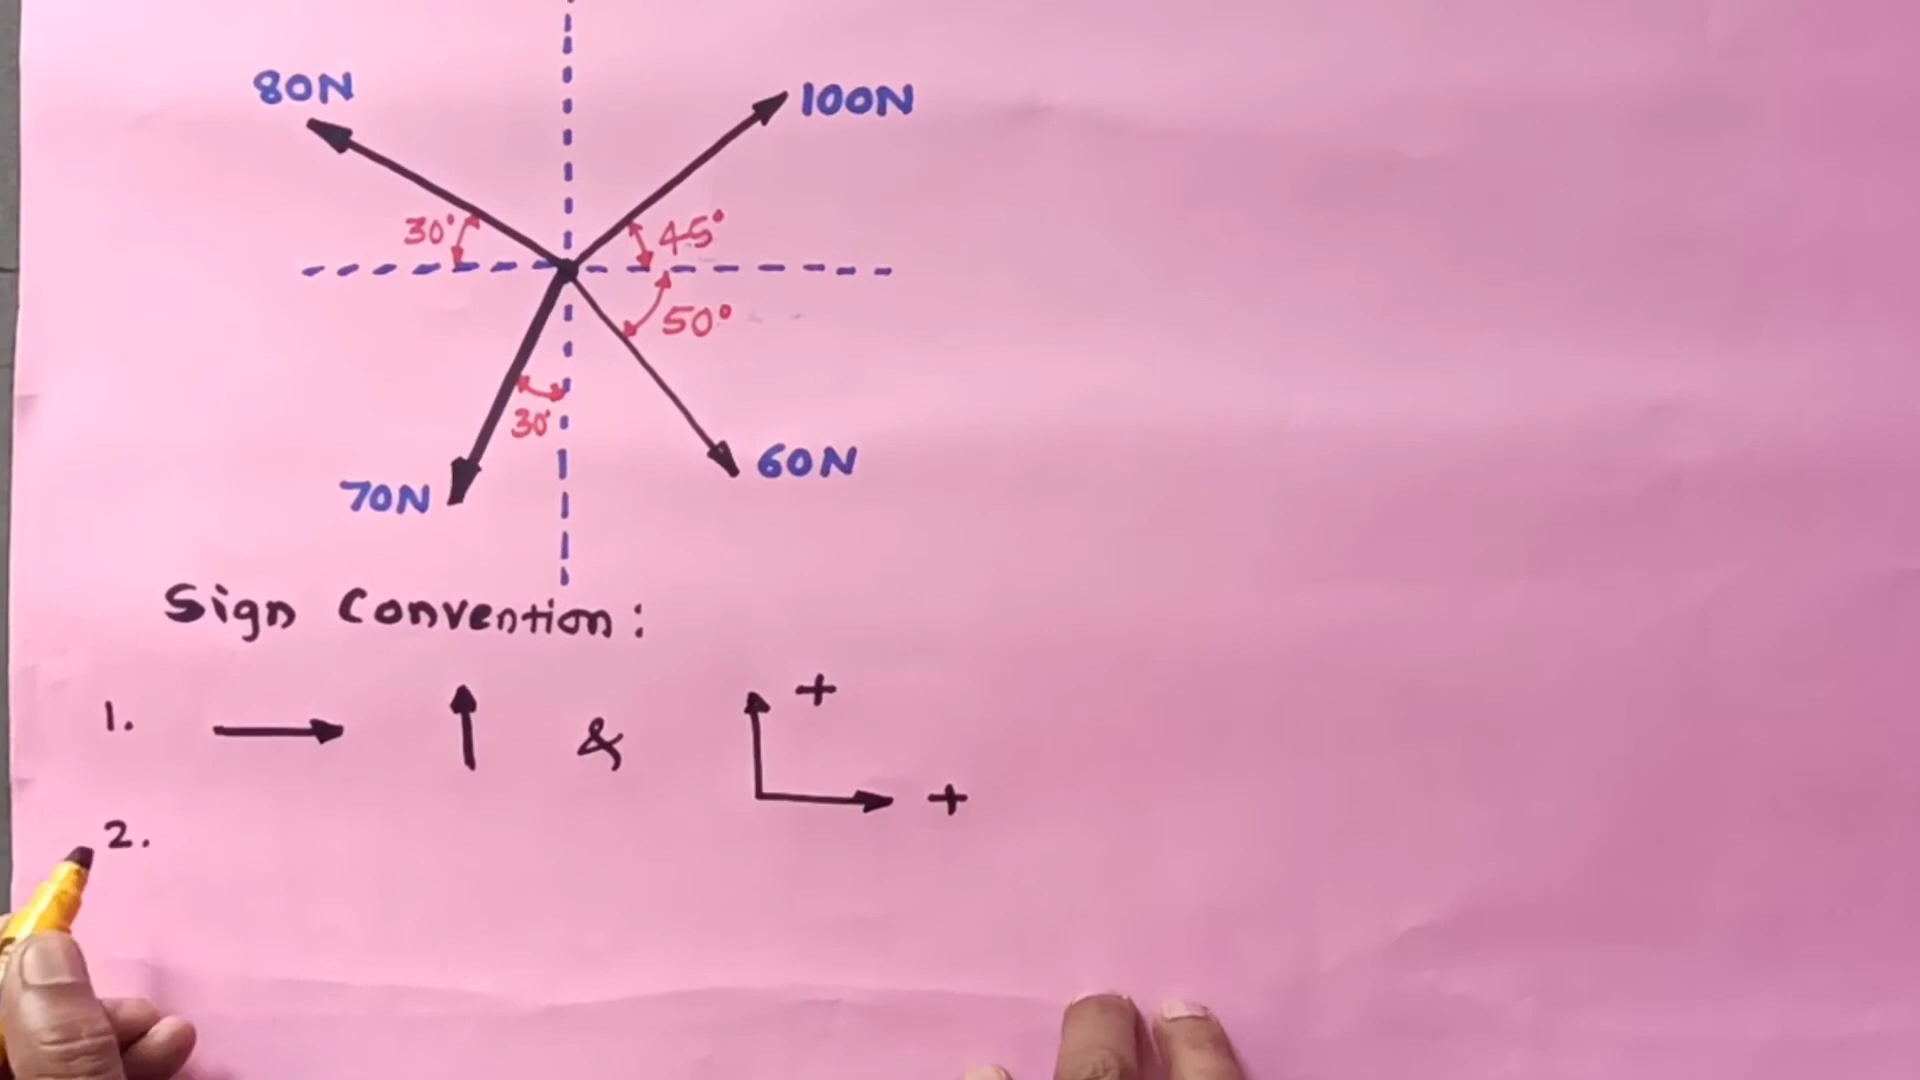 80N
100N
30°
45°
50°
30°
60N
70N
Sign Convention:
1. & +
+
2.